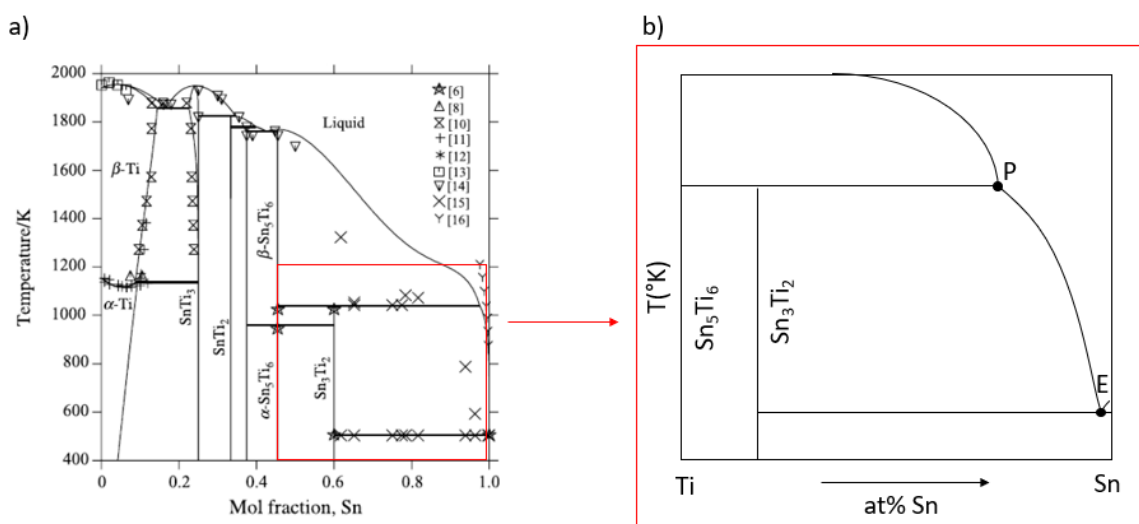 a)
2000
1800
1600
1400
1200
1000
800
600
400
Temperature/K
0
0.2
0.4
0.6
0.8
1.0
Mol fraction, Sn
β-Ti
α-Ti
SnTi3
SnTi2
β-Sn5Ti6
α-Sn5Ti6
Sn3Ti2
Liquid
[6]
[8]
[10]
[11]
[12]
[13]
[14]
[15]
[16]
b)
T(°K)
Sn5Ti6
Sn3Ti2
P
E
Ti
Sn
at% Sn